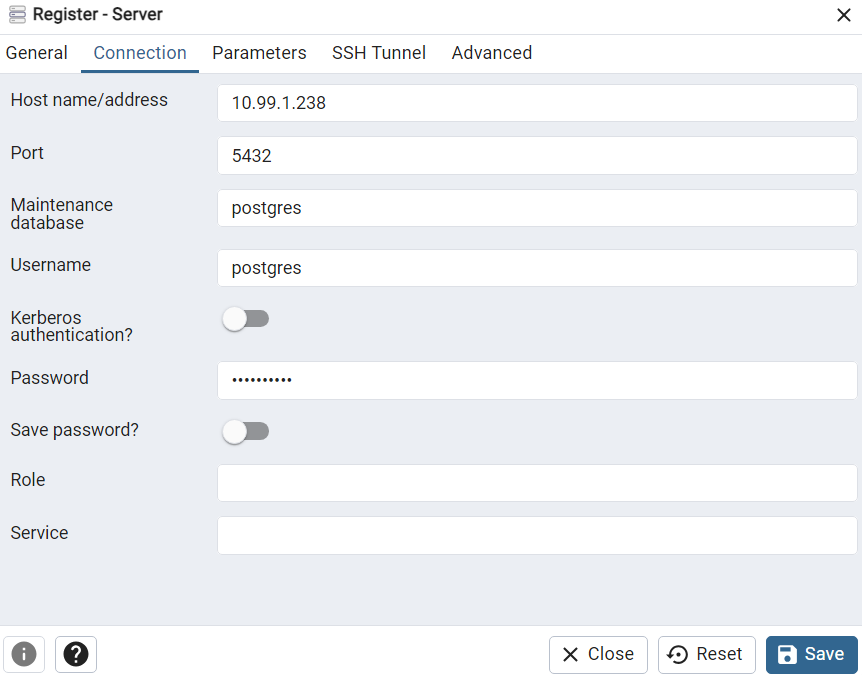 Register - Server
General Connection Parameters SSH Tunnel Advanced
Host name/address 10.99.1.238
Port 5432
Maintenance
database postgres
Username postgres
Kerberos
authentication?
Password ••••••••••
Save password?
Role
Service
Close Reset Save